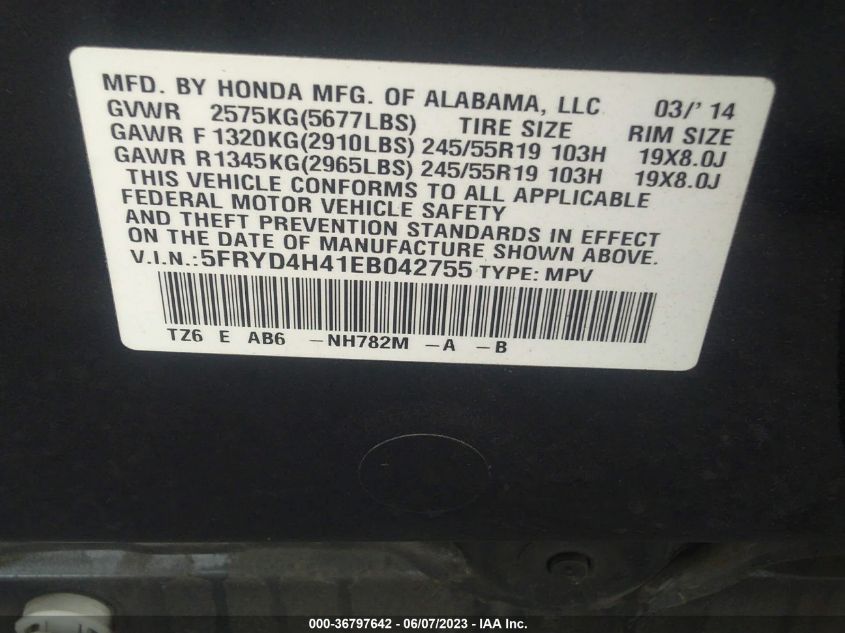 MFD. BY HONDA MFG. OF ALABAMA, LLC 03/' 14
GVWR 2575KG(5677LBS) TIRE SIZE RIM SIZE
GAWR F 1320KG(2910LBS) 245/55R19 103H 19X8.0J
GAWR R1345KG(2965LBS) 245/55R19 103H 19X8.0J
THIS VEHICLE CONFORMS TO ALL APPLICABLE
FEDERAL MOTOR VEHICLE SAFETY
AND THEFT PREVENTION STANDARDS IN EFFECT
ON THE DATE OF MANUFACTURE SHOWN ABOVE.
V.I.N.:5FRYD4H41EB042755 TYPE: MPV
TZ6 E AB6 -NH782M -A -B
000-36797642 - 06/07/2023 - © IAA, Inc.